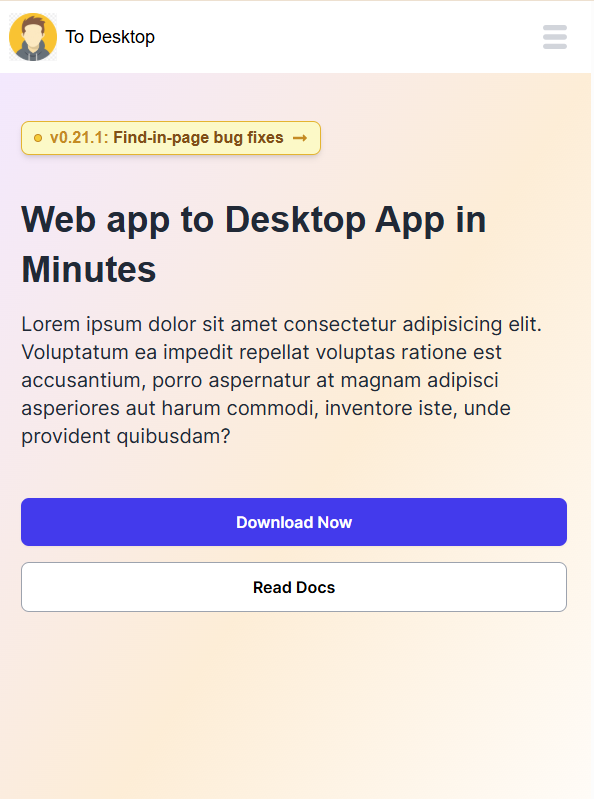 To Desktop
v0.21.1: Find-in-page bug fixes →
Web app to Desktop App in
Minutes
Lorem ipsum dolor sit amet consectetur adipisicing elit.
Voluptatum ea impedit repellat voluptas ratione est
accusantium, porro aspernatur at magnam adipisci
asperiores aut harum commodi, inventore iste, unde
provident quibusdam?
Download Now
Read Docs